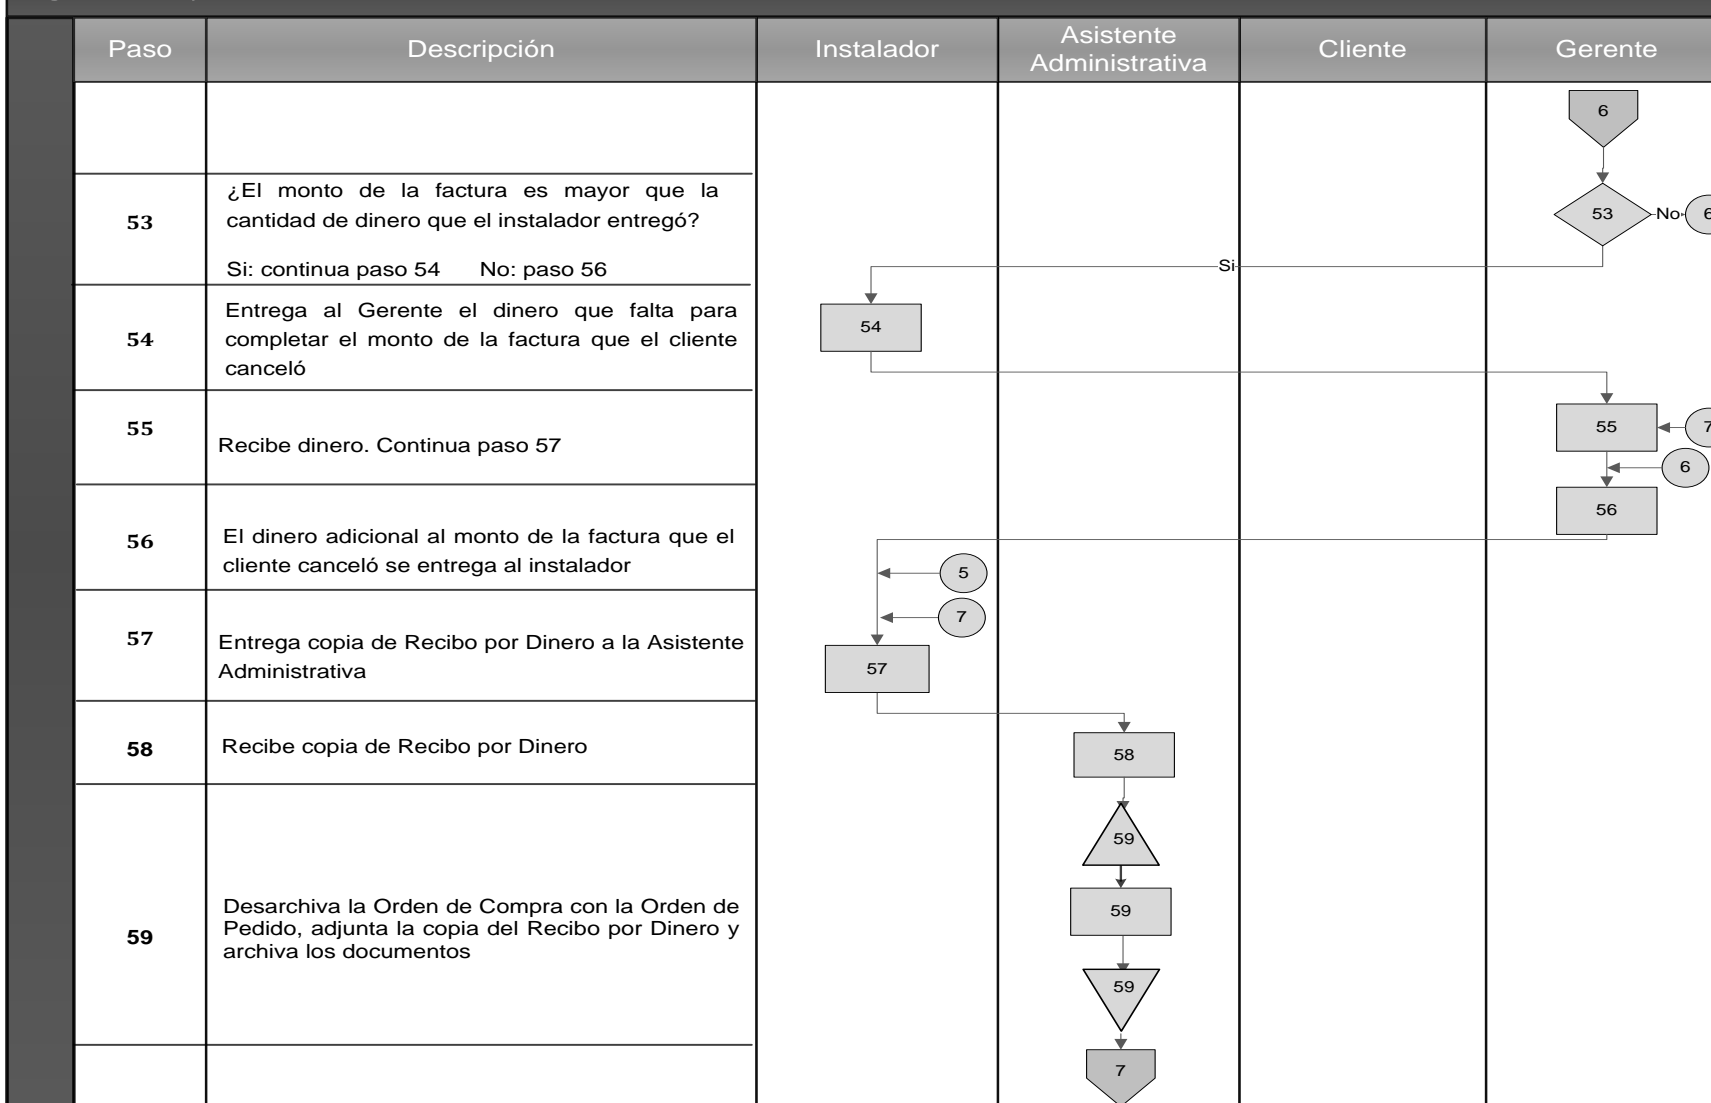 Paso
Descripción
Instalador
Asistente
Administrativa
Cliente
Gerente
6
53
¿El monto de la factura es mayor que la
cantidad de dinero que el instalador entregó?
Si: continua paso 54 No: paso 56
53
No
6
Si
54
Entrega al Gerente el dinero que falta para
completar el monto de la factura que el cliente
canceló
54
55
Recibe dinero. Continua paso 57
55
7
6
56
El dinero adicional al monto de la factura que el
cliente canceló se entrega al instalador
56
5
7
57
Entrega copia de Recibo por Dinero a la Asistente
Administrativa
57
58
Recibe copia de Recibo por Dinero
58
59
59
Desarchiva la Orden de Compra con la Orden de
Pedido, adjunta la copia del Recibo por Dinero y
archiva los documentos
59
59
7